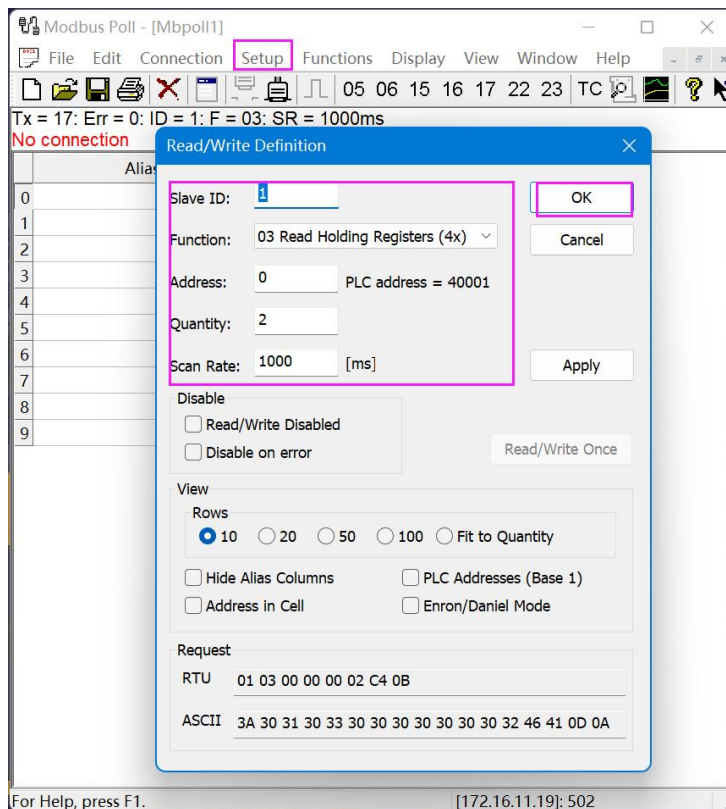 Modbus Poll - [Mbpoll1]
File Edit Connection Setup Functions Display View Window Help
05 06 15 16 17 22 23 TC
Tx = 17: Err = 0: ID = 1: F = 03: SR = 1000ms
No connection
Alias
0
1
2
3
4
5
6
7
8
9
Read/Write Definition
Slave ID: 1
OK
Function: 03 Read Holding Registers (4x)
Cancel
Address: 0 PLC address = 40001
Quantity: 2
Scan Rate: 1000 [ms]
Apply
Disable
Read/Write Disabled
Disable on error
Read/Write Once
View
Rows
10 20 50 100 Fit to Quantity
Hide Alias Columns PLC Addresses (Base 1)
Address in Cell Enron/Daniel Mode
Request
RTU 01 03 00 00 00 02 C4 0B
ASCII 3A 30 31 30 33 30 30 30 30 30 30 30 32 46 41 0D 0A
For Help, press F1. [172.16.11.19]: 502